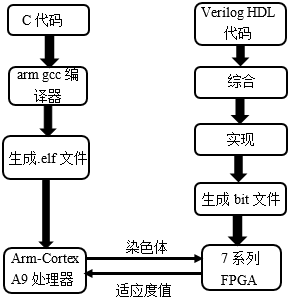 C 代码
arm gcc 编
译器
生成.elf 文件
Arm-Cortex
A9 处理器
Verilog HDL
代码
综合
实现
生成 bit 文件
7 系列
FPGA
染色体
适应度值